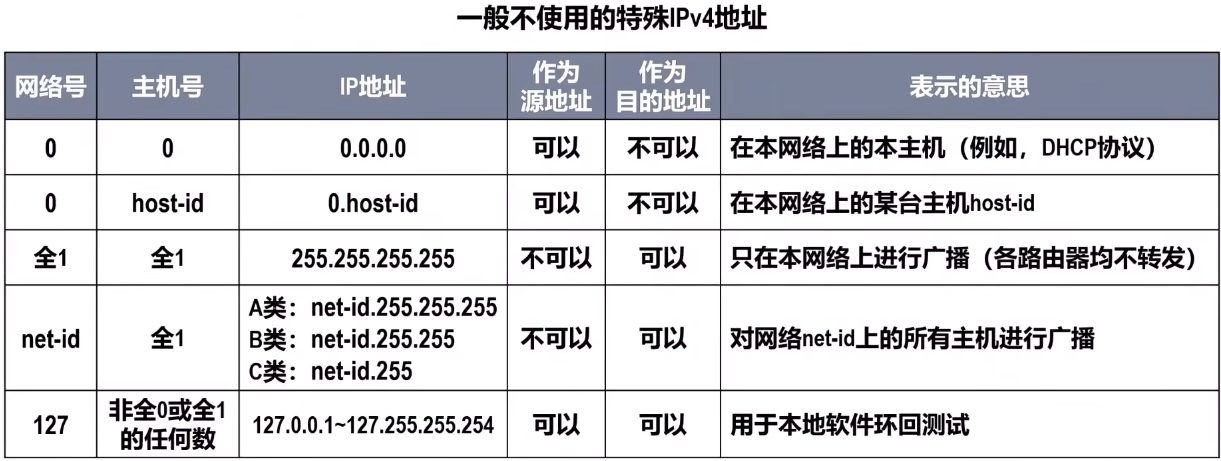 一般不使用的特殊IPv4地址
网络号 主机号 IP地址 作为源地址 作为目的地址 表示的意思
0 0 0.0.0.0 可以 不可以 在本网络上的本主机（例如，DHCP协议）
0 host-id 0.host-id 可以 不可以 在本网络上的某台主机host-id
全1 全1 255.255.255.255 不可以 可以 只在本网络上进行广播（各路由器均不转发）
net-id 全1 A类：net-id.255.255.255
B类：net-id.255.255
C类：net-id.255 不可以 可以 对网络net-id上的所有主机进行广播
127 非全0或全1
的任何数 127.0.0.1~127.255.255.254 可以 可以 用于本地软件环回测试